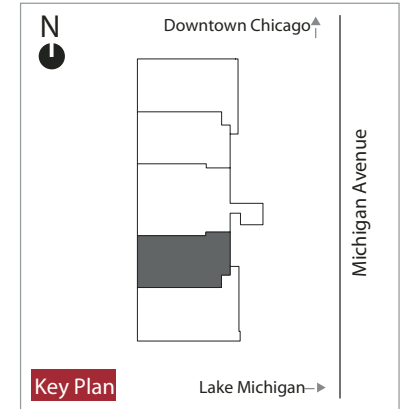 N
Downtown Chicago
Michigan Avenue
Key Plan
Lake Michigan